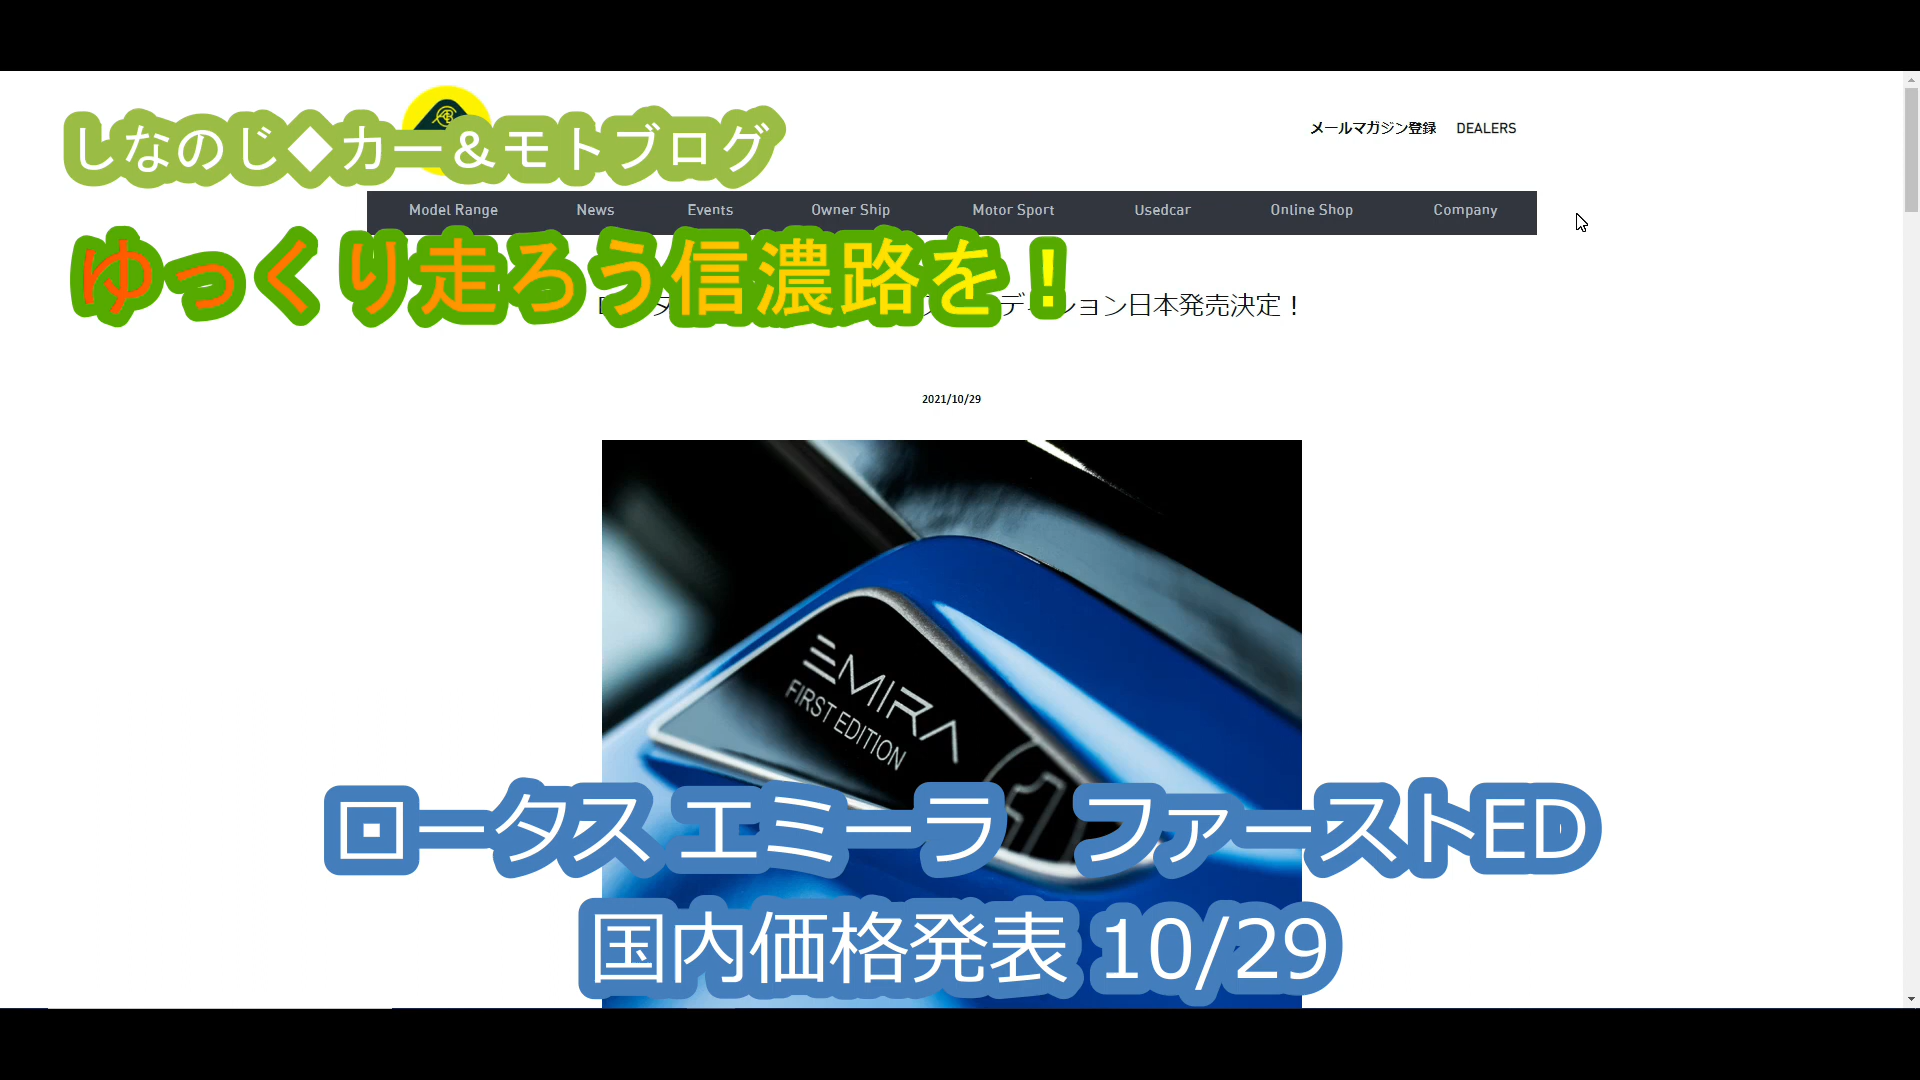 しなのじ◆カー＆モトブログ
メールマガジン登録 DEALERS
Model Range News Events Owner Ship Motor Sport Usedcar Online Shop Company
ゆっくり走ろう信濃路を！
デ ション日本発売決定！
2021/10/29
EMIRA
FIRST EDITION
1
ロータス エミーラ ファーストED
国内価格発表 10/29